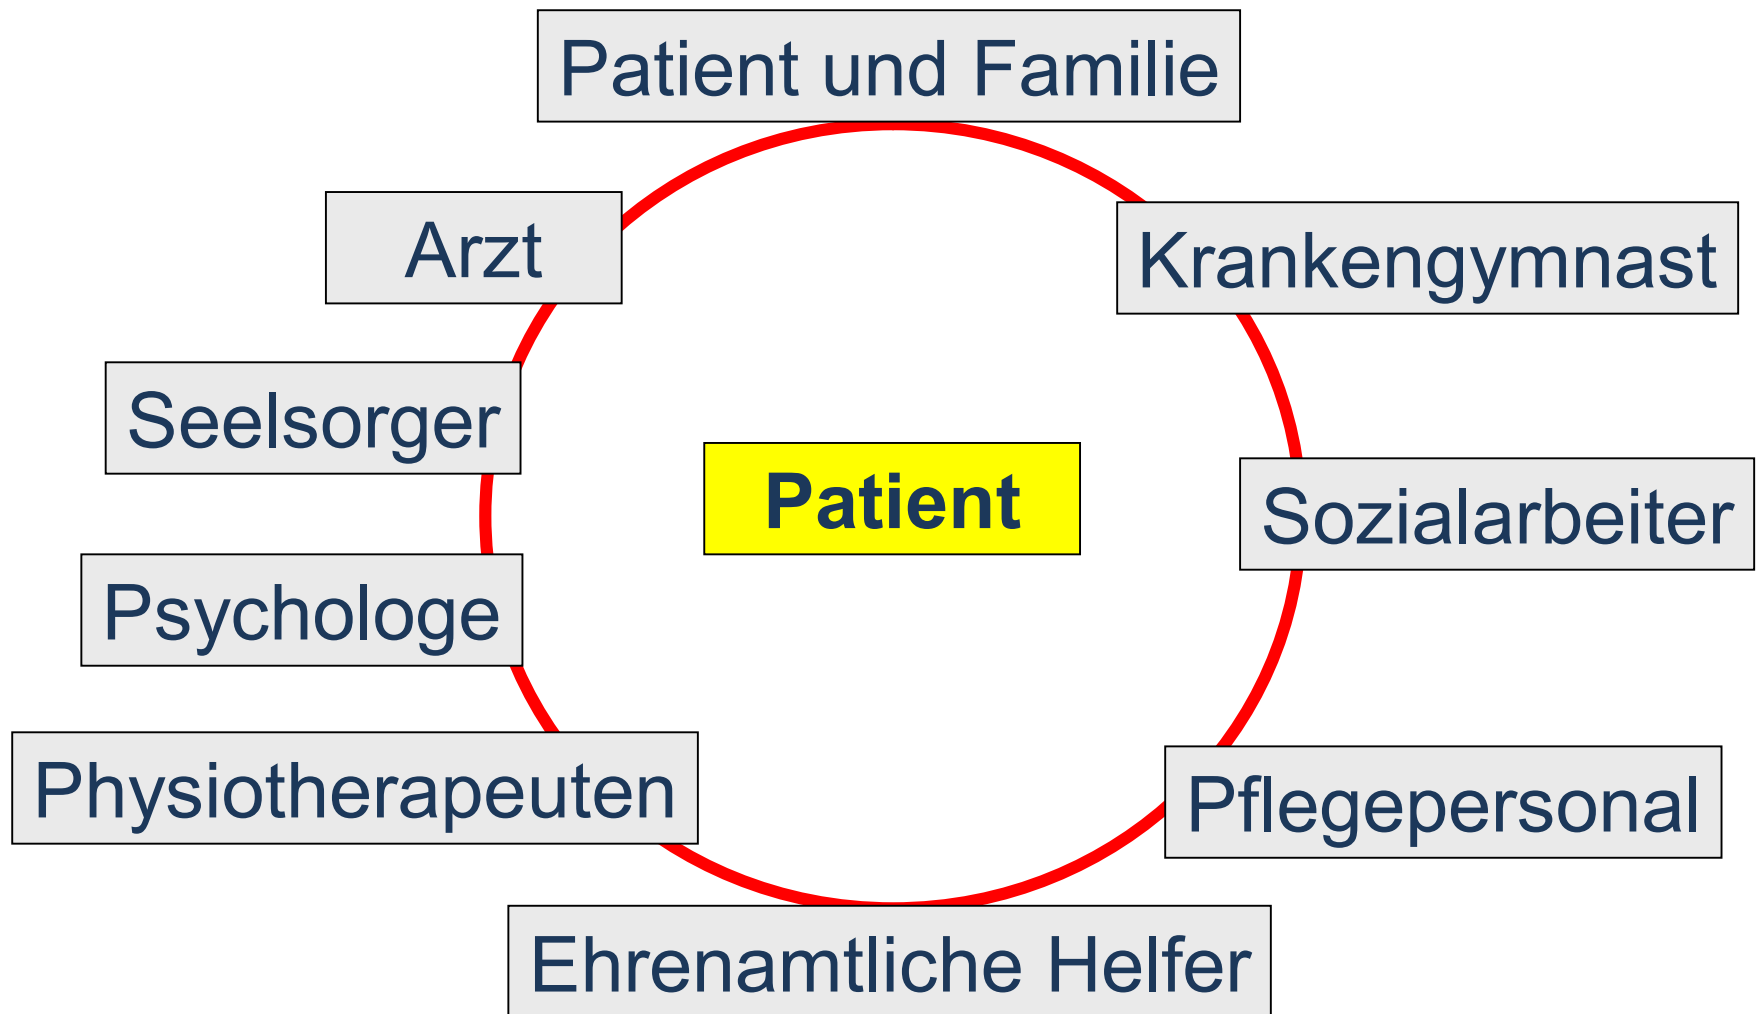 Patient und Familie
Arzt
Krankengymnast
Seelsorger
Patient
Sozialarbeiter
Psychologe
Physiotherapeuten
Pflegepersonal
Ehrenamtliche Helfer